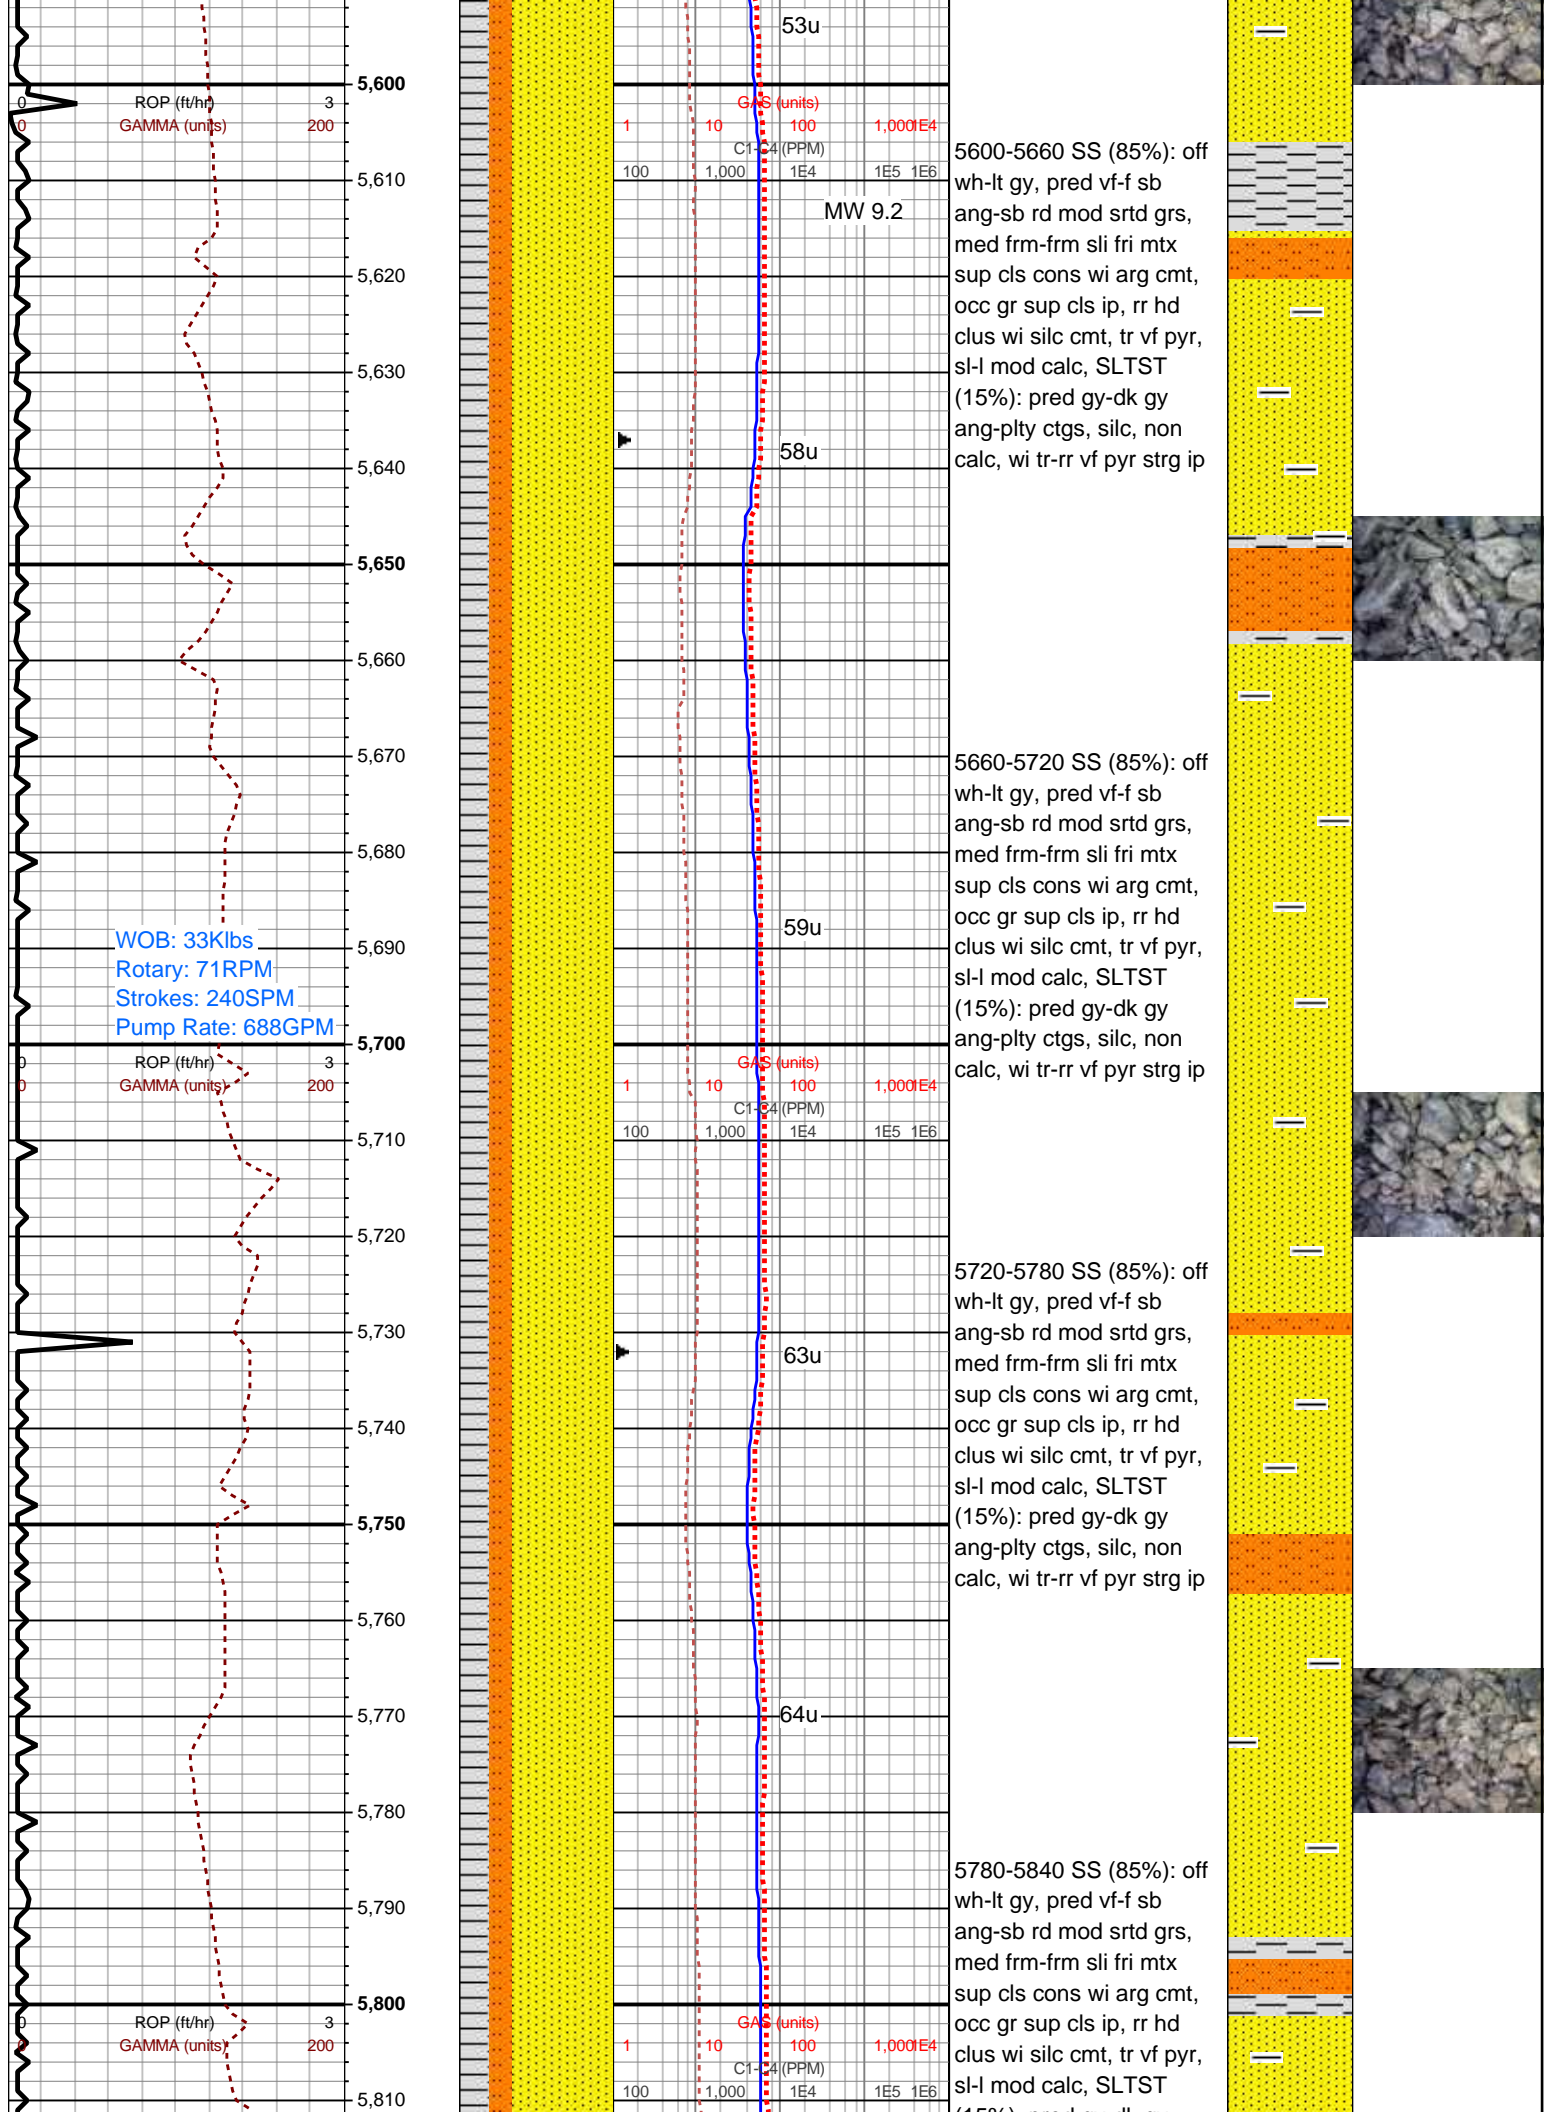 53u
5,600
0 ROP (ft/hr) 3
0 GAMMA (units) 200
GAS (units)
1 10 100 1,000 1E4
C1-C4 (PPM)
100 1,000 1E4 1E5 1E6
5,610
MW 9.2
5600-5660 SS (85%): off
wh-lt gy, pred vf-f sb
ang-sb rd mod srtd grs,
med frm-frm sli fri mtx
sup cls cons wi arg cmt,
occ gr sup cls ip, rr hd
clus wi silc cmt, tr vf pyr,
sl-l mod calc, SLTST
(15%): pred gy-dk gy
ang-plty ctgs, silc, non
calc, wi tr-rr vf pyr strg ip
5,620
5,630
5,640
58u
5,650
5,660
5,670
5,680
5,690
59u
WOB: 33Klbs
Rotary: 71RPM
Strokes: 240SPM
Pump Rate: 688GPM
5660-5720 SS (85%): off
wh-lt gy, pred vf-f sb
ang-sb rd mod srtd grs,
med frm-frm sli fri mtx
sup cls cons wi arg cmt,
occ gr sup cls ip, rr hd
clus wi silc cmt, tr vf pyr,
sl-l mod calc, SLTST
(15%): pred gy-dk gy
ang-plty ctgs, silc, non
calc, wi tr-rr vf pyr strg ip
5,700
0 ROP (ft/hr) 3
0 GAMMA (units) 200
GAS (units)
1 10 100 1,000 1E4
C1-C4 (PPM)
100 1,000 1E4 1E5 1E6
5,710
5,720
5,730
63u
5,740
5,750
5,760
5,770
64u
5720-5780 SS (85%): off
wh-lt gy, pred vf-f sb
ang-sb rd mod srtd grs,
med frm-frm sli fri mtx
sup cls cons wi arg cmt,
occ gr sup cls ip, rr hd
clus wi silc cmt, tr vf pyr,
sl-l mod calc, SLTST
(15%): pred gy-dk gy
ang-plty ctgs, silc, non
calc, wi tr-rr vf pyr strg ip
5,780
5,790
5,800
0 ROP (ft/hr) 3
0 GAMMA (units) 200
GAS (units)
1 10 100 1,000 1E4
C1-C4 (PPM)
100 1,000 1E4 1E5 1E6
5,810
5780-5840 SS (85%): off
wh-lt gy, pred vf-f sb
ang-sb rd mod srtd grs,
med frm-frm sli fri mtx
sup cls cons wi arg cmt,
occ gr sup cls ip, rr hd
clus wi silc cmt, tr vf pyr,
sl-l mod calc, SLTST